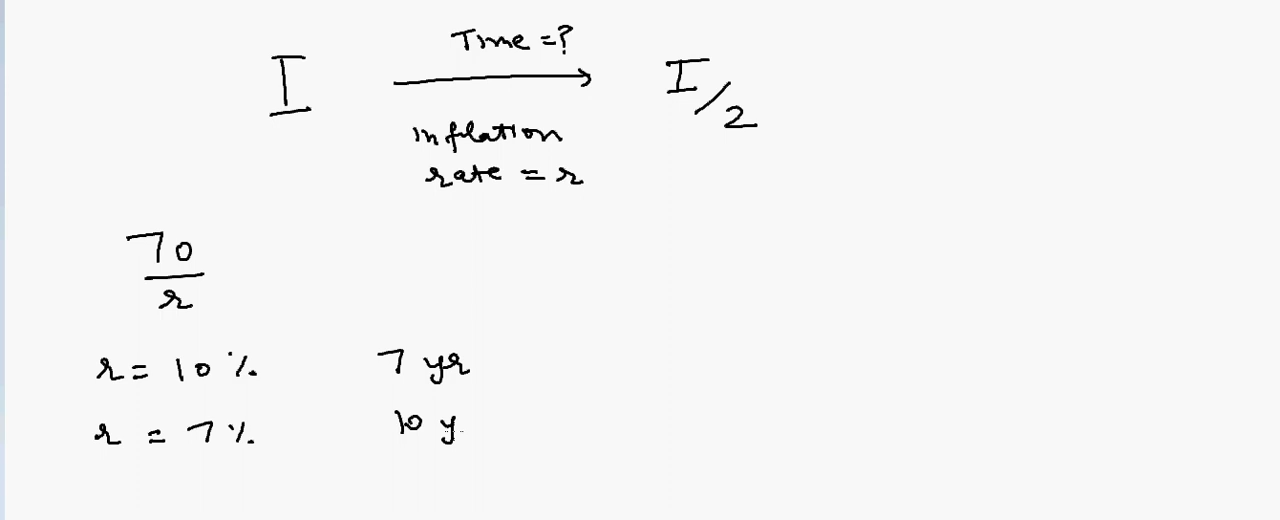 Time = ?
I → I/2
inflation
rate = r
70
r
r = 10 %. 7 yr
r = 7 %. 10 y